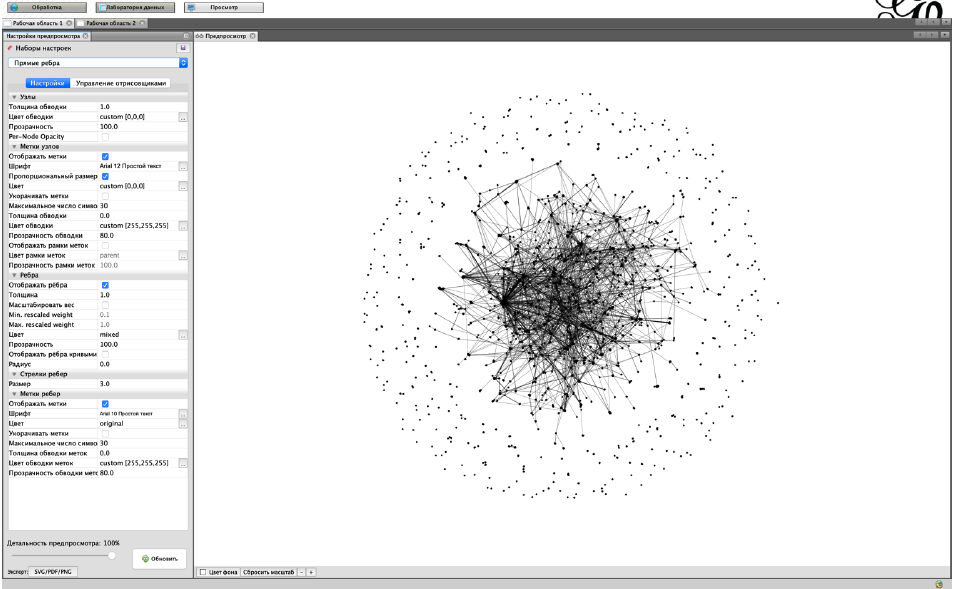 Обработка Лаборатория данных Просмотр
Рабочая область 1 Рабочая область 2
Настройки предпросмотра Предпросмотр
Наборы настроек
Прямые ребра
Настройки Управление отрисовщиками
Узлы
Толщина обводки 1.0
Цвет обводки custom [0,0,0] ...
Прозрачность 100.0
Per-Node Opacity
Метки узлов
Отображать метки
Шрифт Arial 12 Простой текст ...
Пропорциональный размер
Цвет custom [0,0,0] ...
Укорачивать метки
Максимальное число симво 30
Толщина обводки 0.0
Цвет обводки custom [255,255,255] ...
Прозрачность обводки 80.0
Отображать рамки меток
Цвет рамки меток parent ...
Прозрачность рамки меток 100.0
Ребра
Отображать рёбра
Толщина 1.0
Масштабировать вес
Min. rescaled weight 0.1
Max. rescaled weight 1.0
Цвет mixed ...
Прозрачность 100.0
Отображать рёбра кривыми
Радиус 0.0
Стрелки ребер
Размер 3.0
Метки ребер
Отображать метки
Шрифт Arial 10 Простой текст ...
Цвет original ...
Укорачивать метки
Максимальное число симво 30
Толщина обводки меток 0.0
Цвет обводки меток custom [255,255,255] ...
Прозрачность обводки метс 80.0
Детальность предпросмотра: 100%
Обновить
Экспорт: SVG/PDF/PNG
Цвет фона Сбросить масштаб - +